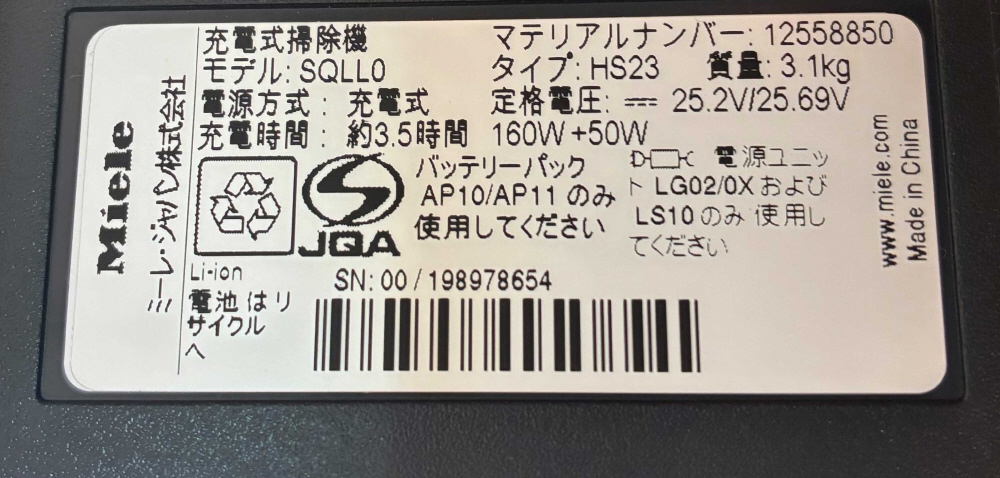 Miele
ミーレ・ジャパン株式会社
充電式掃除機
モデル: SQLL0
電源方式: 充電式
充電時間: 約3.5時間
マテリアルナンバー: 12558850
タイプ: HS23 質量: 3.1kg
定格電圧: ⎓ 25.2V/25.69V
160W+50W
JQA
バッテリーパック
AP10/AP11 のみ
使用してください
電源ユニッ
ト LG02/0X および
LS10 のみ 使用し
てください
Li-ion
電池 はリ
サイクル
へ
SN: 00 / 198978654
www.miele.com
Made in China